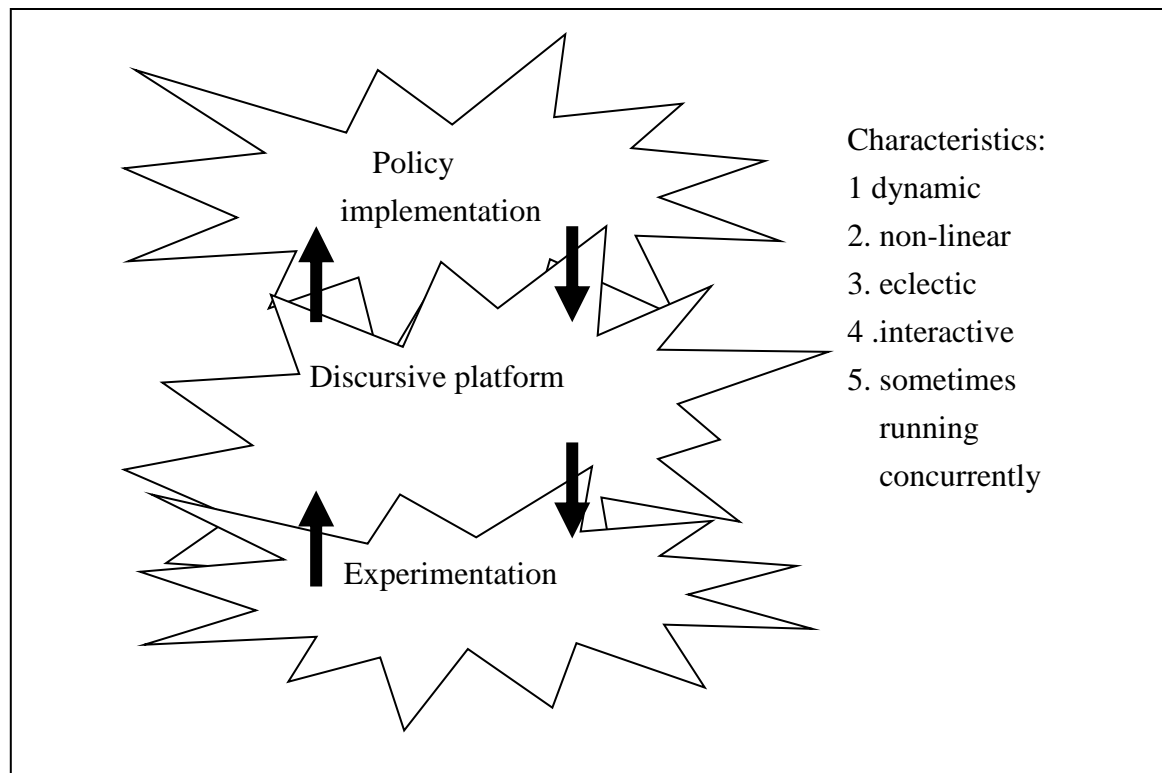 Policy
implementation
Discursive platform
Experimentation
Characteristics:
1 dynamic
2. non-linear
3. eclectic
4 .interactive
5. sometimes
running
concurrently